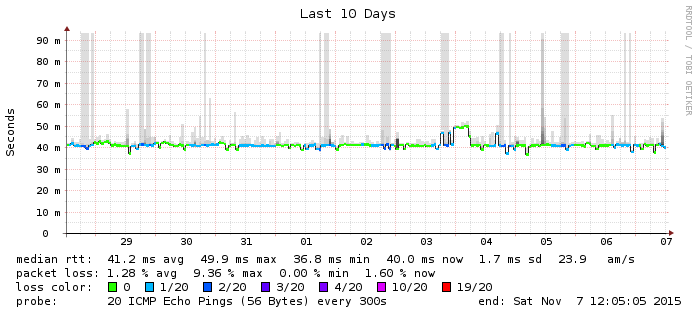 Last 10 Days
RRDTOOL / TOBI OETIKER
Seconds
90 m
80 m
70 m
60 m
50 m
40 m
30 m
20 m
10 m
0
29 30 31 01 02 03 04 05 06 07
median rtt: 41.2 ms avg 49.9 ms max 36.8 ms min 40.0 ms now 1.7 ms sd 23.9 am/s
packet loss: 1.28 % avg 9.36 % max 0.00 % min 1.60 % now
loss color: 0 1/20 2/20 3/20 4/20 10/20 19/20
probe: 20 ICMP Echo Pings (56 Bytes) every 300s end: Sat Nov 7 12:05:05 2015